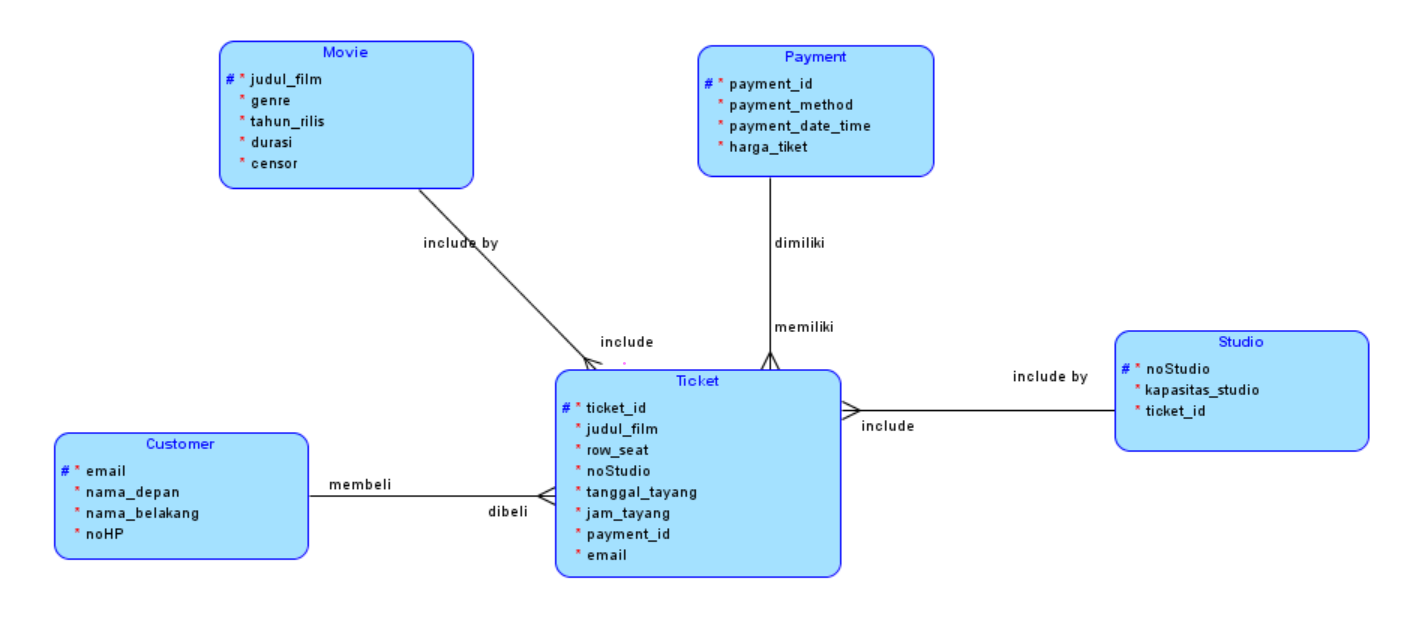 Movie
# * judul_film
* genre
* tahun_rilis
* durasi
* censor
Payment
# * payment_id
* payment_method
* payment_date_time
* harga_tiket
include by
dimiliki
include
memiliki
Studio
# * noStudio
* kapasitas_studio
* ticket_id
include by
include
Ticket
# * ticket_id
* judul_film
* row_seat
* noStudio
* tanggal_tayang
* jam_tayang
* payment_id
* email
Customer
# * email
* nama_depan
* nama_belakang
* noHP
membeli
dibeli